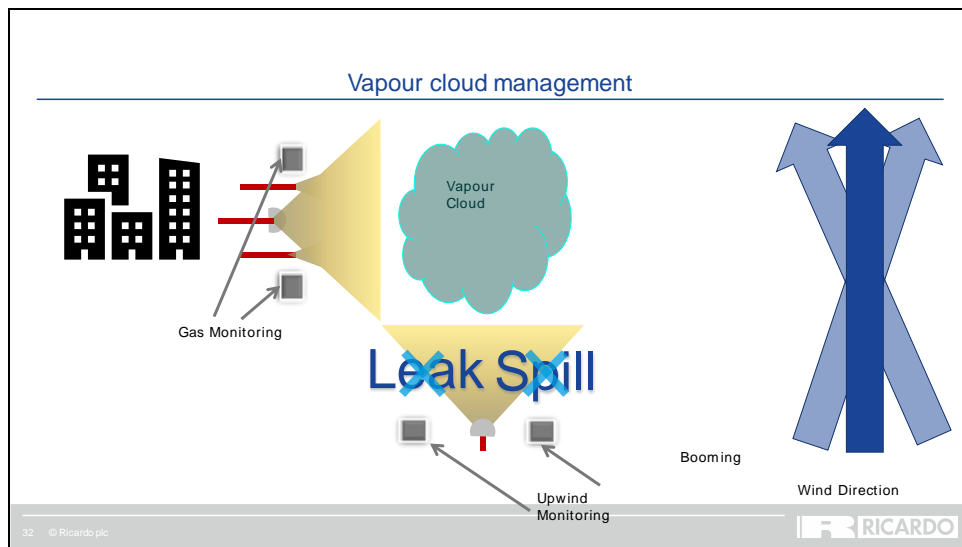 Vapour cloud management
Vapour
Cloud
Gas Monitoring
Leak Spill
Booming
Upwind
Monitoring
Wind Direction
32 © Ricardo plc
RICARDO